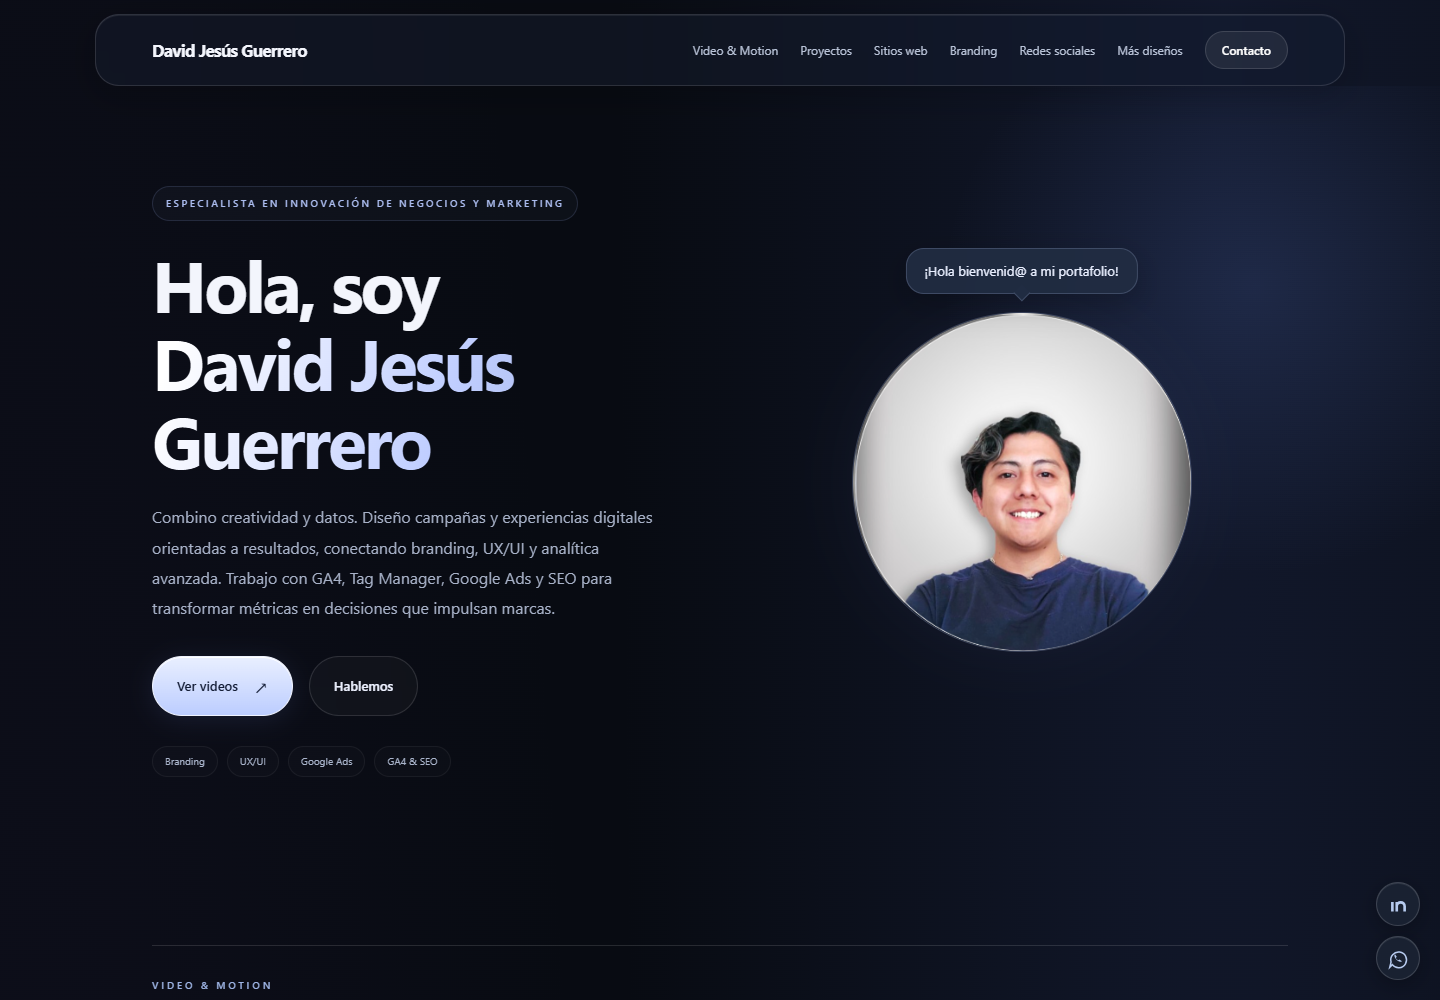 David Jesús Guerrero
Video & Motion
Proyectos
Sitios web
Branding
Redes sociales
Más diseños
Contacto
ESPECIALISTA EN INNOVACIÓN DE NEGOCIOS Y MARKETING
Hola, soy
David Jesús
Guerrero
Combino creatividad y datos. Diseño campañas y experiencias digitales
orientadas a resultados, conectando branding, UX/UI y analítica
avanzada. Trabajo con GA4, Tag Manager, Google Ads y SEO para
transformar métricas en decisiones que impulsan marcas.
Ver videos ↗
Hablemos
Branding
UX/UI
Google Ads
GA4 & SEO
¡Hola bienvenid@ a mi portafolio!
in
VIDEO & MOTION